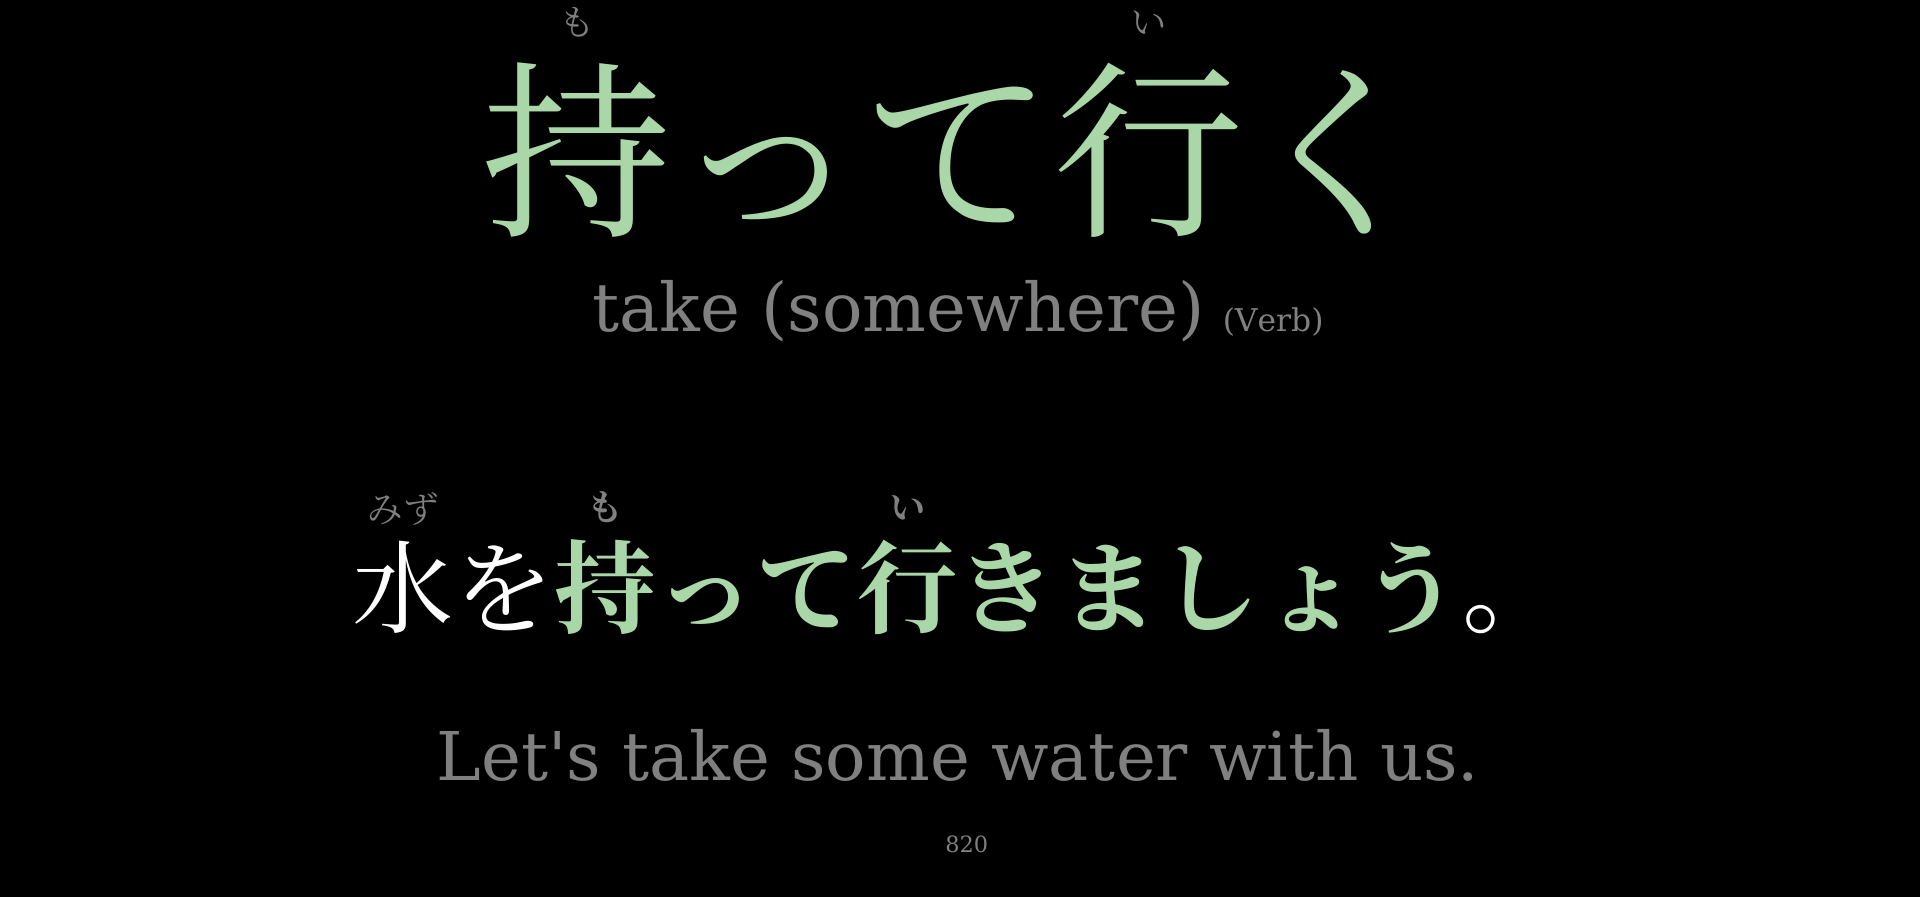 も い
持って行く
take (somewhere) (Verb)
みず も い
水を持って行きましょう。
Let's take some water with us.
820